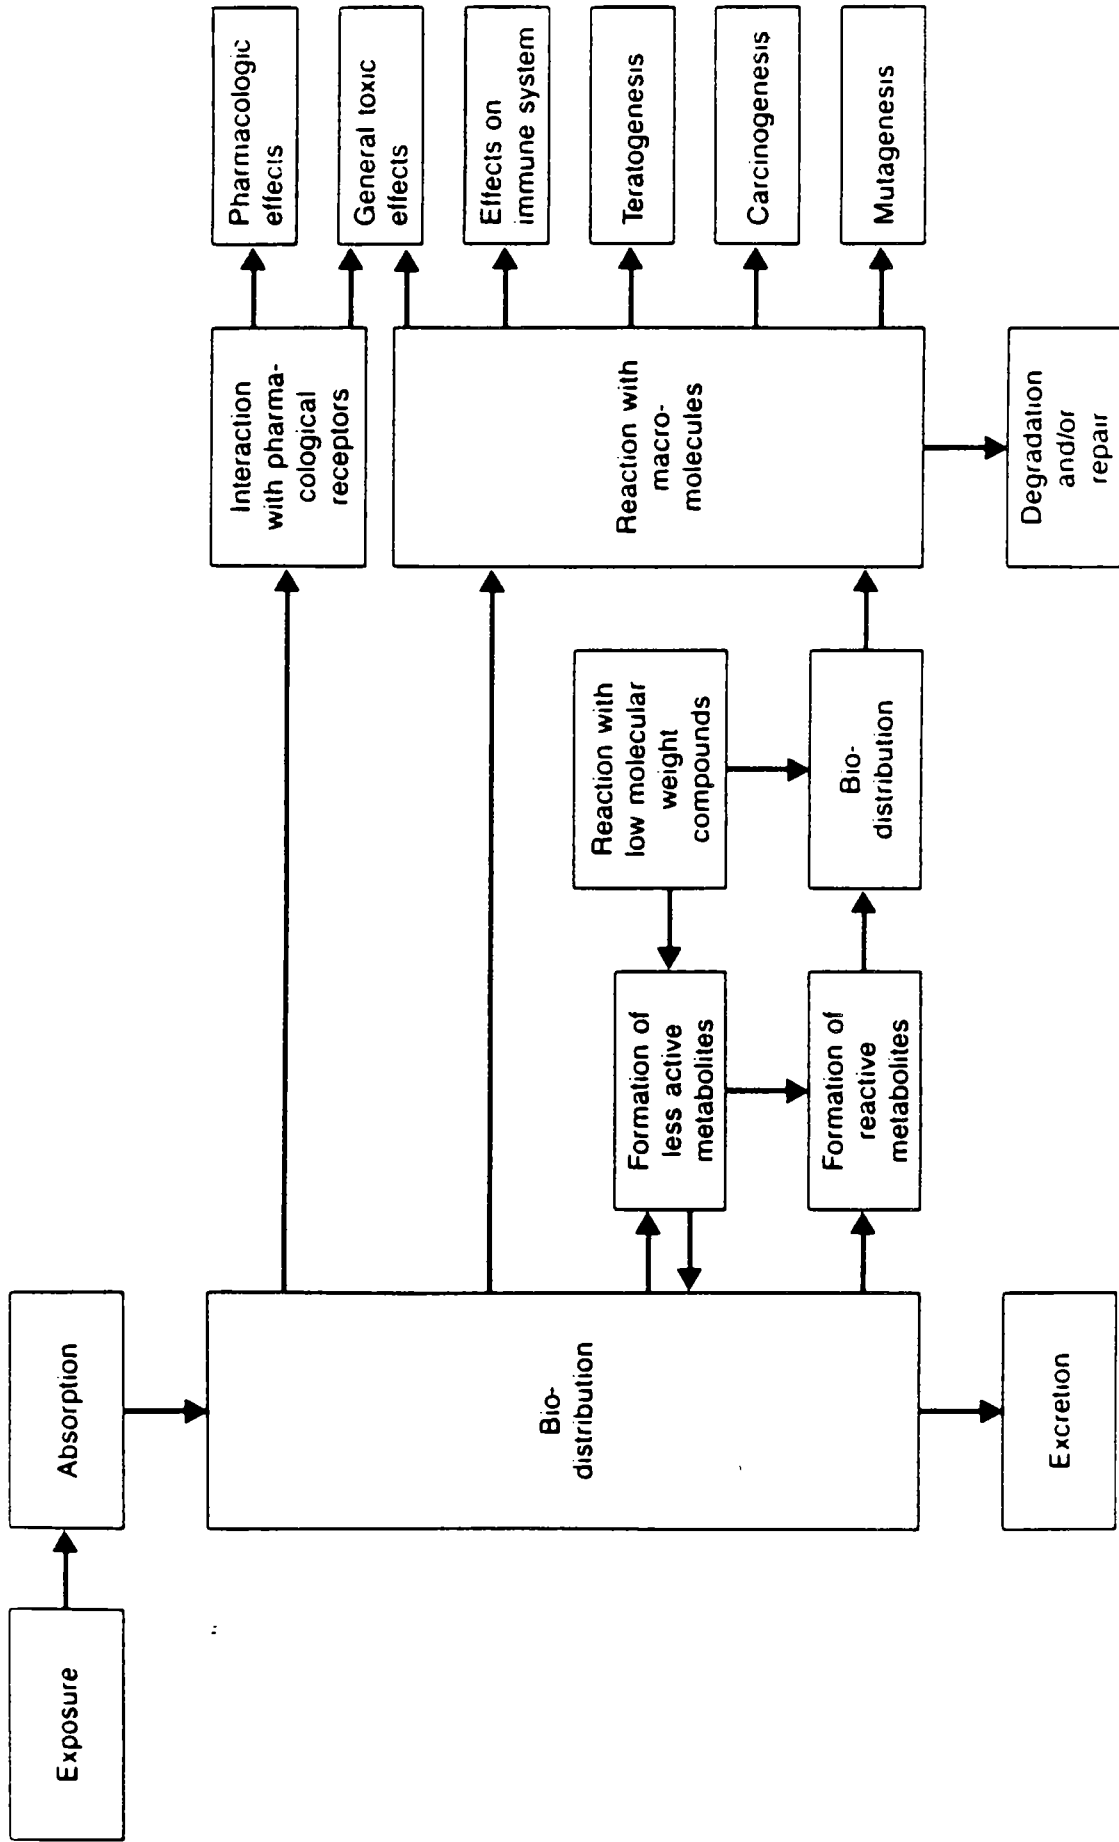 Exposure
Absorption
Bio-
distribution
Excretion
Formation of
less active
metabolites
Formation of
reactive
metabolites
Reaction with
low molecular
weight
compounds
Bio-
distribution
Interaction
with pharma-
cological
receptors
Reaction with
macro-
molecules
Degradation
and/or
repair
Pharmacologic
effects
General toxic
effects
Effects on
immune system
Teratogenesis
Carcinogenesis
Mutagenesis